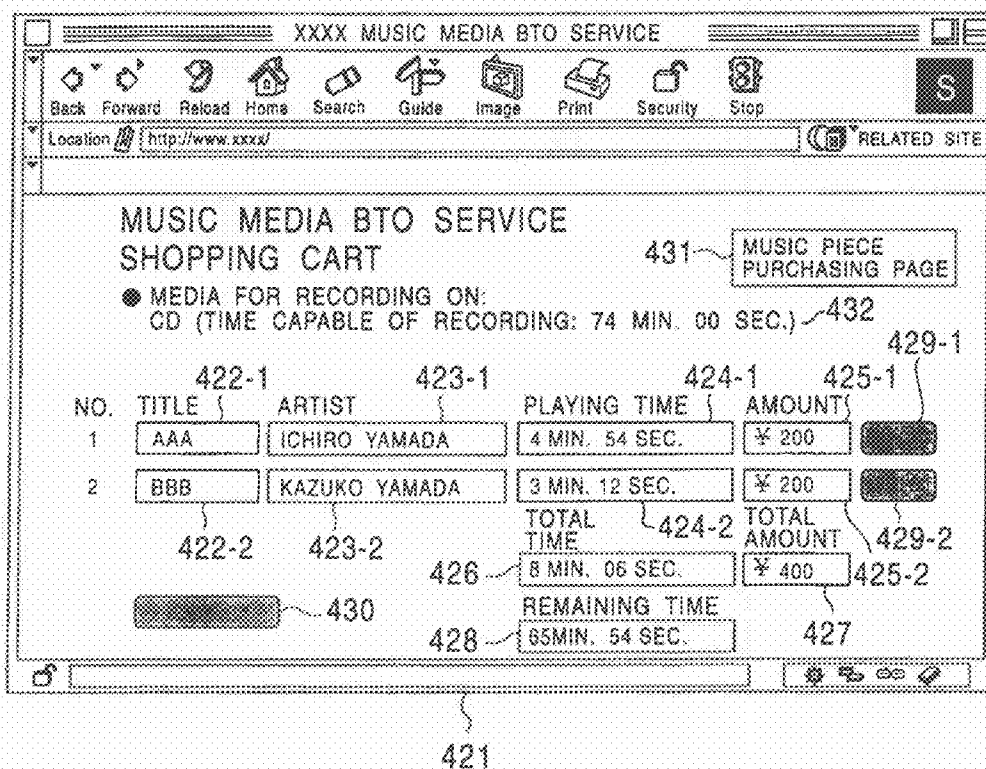 XXXX MUSIC MEDIA BTO SERVICE
Back Forward Reload Home Search Guide Image Print Security Stop
S
Location http://www.xxxx/ RELATED SITE
MUSIC MEDIA BTO SERVICE
SHOPPING CART
431 MUSIC PIECE
PURCHASING PAGE
● MEDIA FOR RECORDING ON:
CD (TIME CAPABLE OF RECORDING: 74 MIN. 00 SEC.) 432
429-1
422-1 423-1 424-1 425-1
NO. TITLE ARTIST PLAYING TIME AMOUNT
1 AAA ICHIRO YAMADA 4 MIN. 54 SEC. ¥ 200
2 BBB KAZUKO YAMADA 3 MIN. 12 SEC. ¥ 200
422-2 423-2 TOTAL TIME 424-2 TOTAL AMOUNT 429-2
426 8 MIN. 06 SEC. ¥ 400 425-2
430 REMAINING TIME 427
428 65MIN. 54 SEC.
421